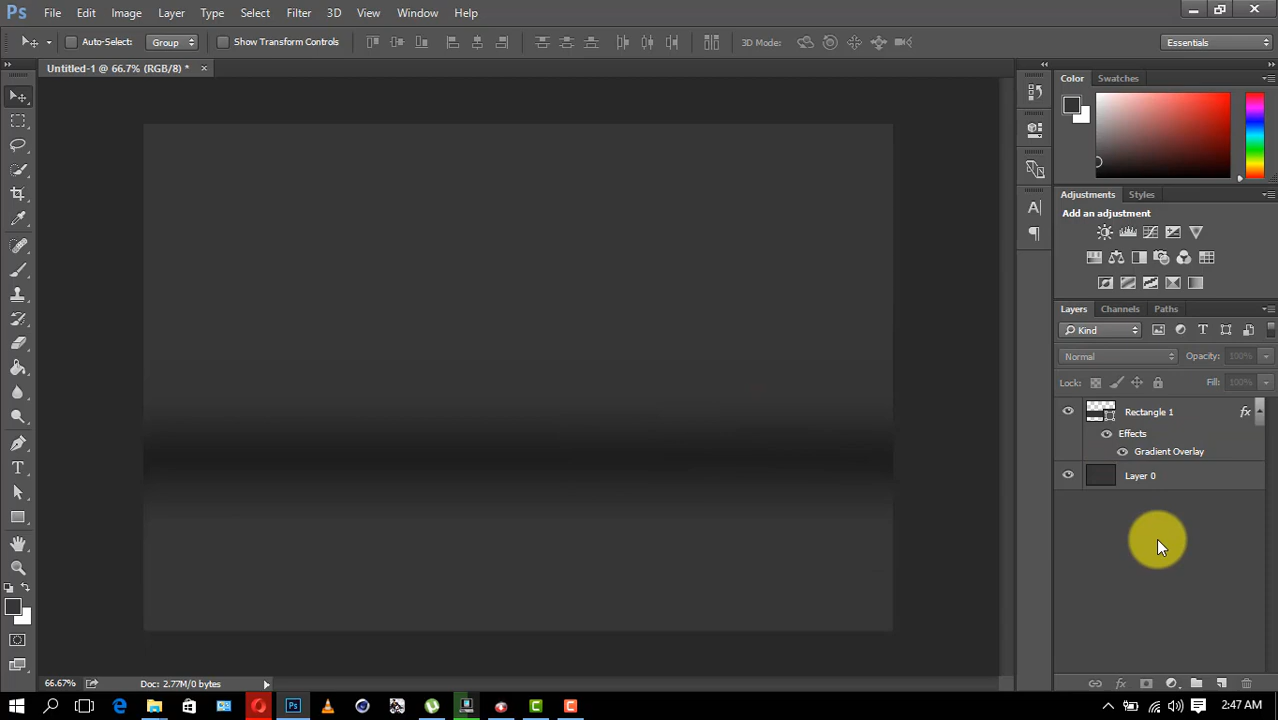 Ps File Edit Image Layer Type Select Filter 3D View Window Help
Auto-Select: Group Show Transform Controls 3D Mode: Essentials
Untitled-1 @ 66.7% (RGB/8) * ×
Color Swatches
Adjustments Styles
Add an adjustment
Layers Channels Paths
Kind
Normal Opacity: 100%
Lock: Fill: 100%
Rectangle 1 fx
Effects
Gradient Overlay
Layer 0
66.67% Doc: 2.77M/0 bytes
2:47 AM